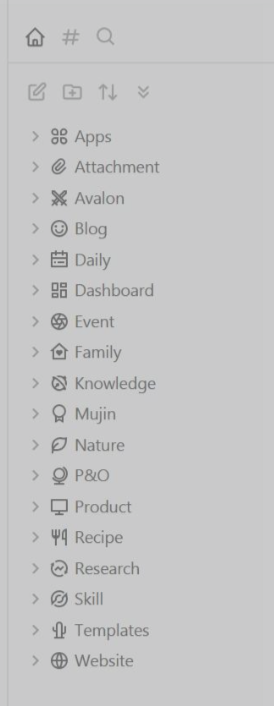 Apps
Attachment
Avalon
Blog
Daily
Dashboard
Event
Family
Knowledge
Mujin
Nature
P&O
Product
Recipe
Research
Skill
Templates
Website